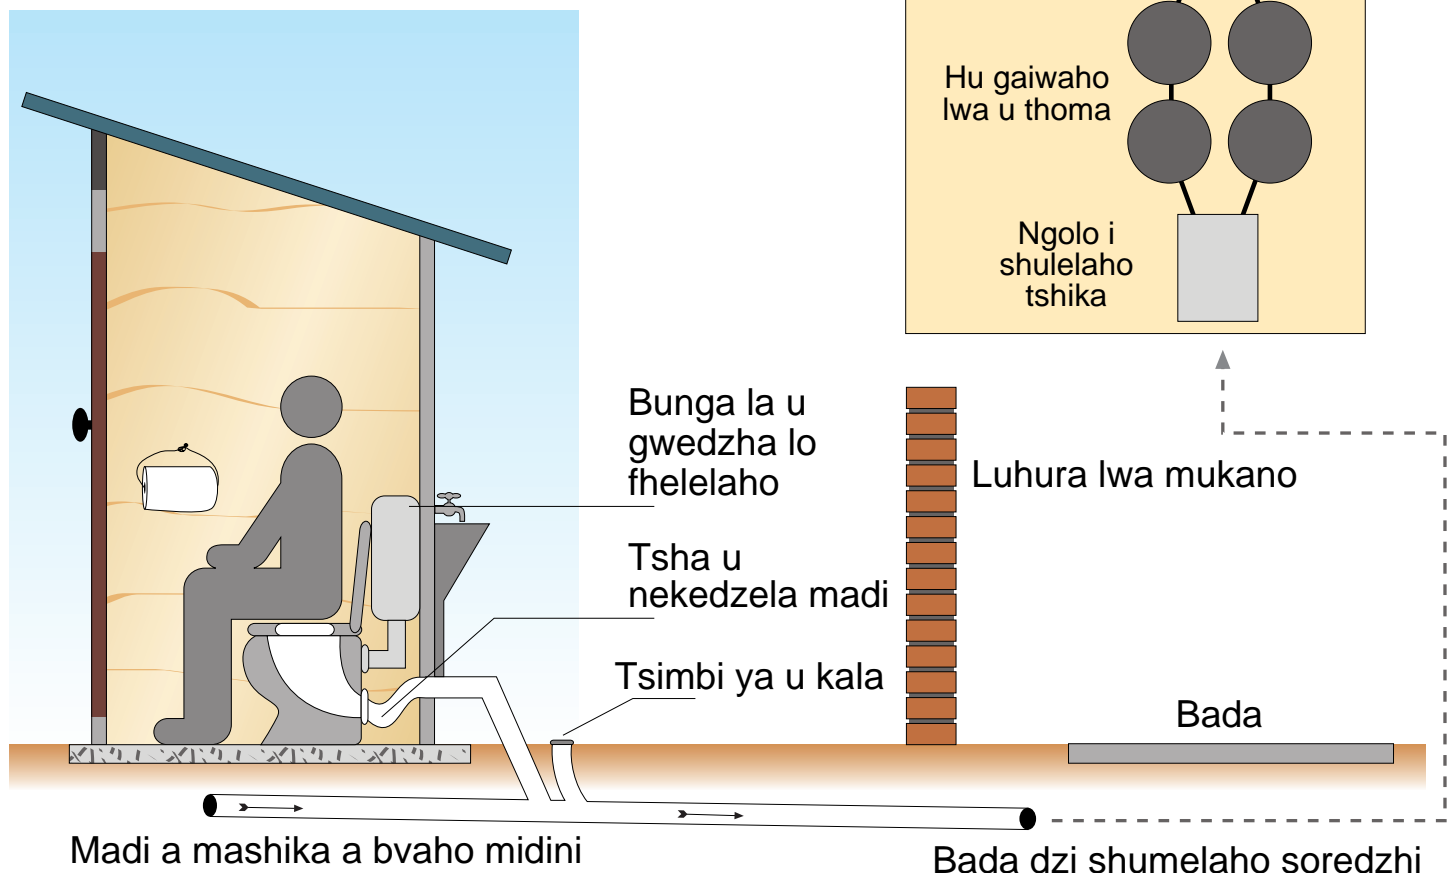 Hu gaiwaho
lwa u thoma
Ngolo i
shulelaho
tshika
Bunga la u
gwedzha lo
fhelelaho
Luhura lwa mukano
Tsha u
nekedzela madi
Tsimbi ya u kala
Bada
Madi a mashika a bvaho midini
Bada dzi shumelaho soredzhi